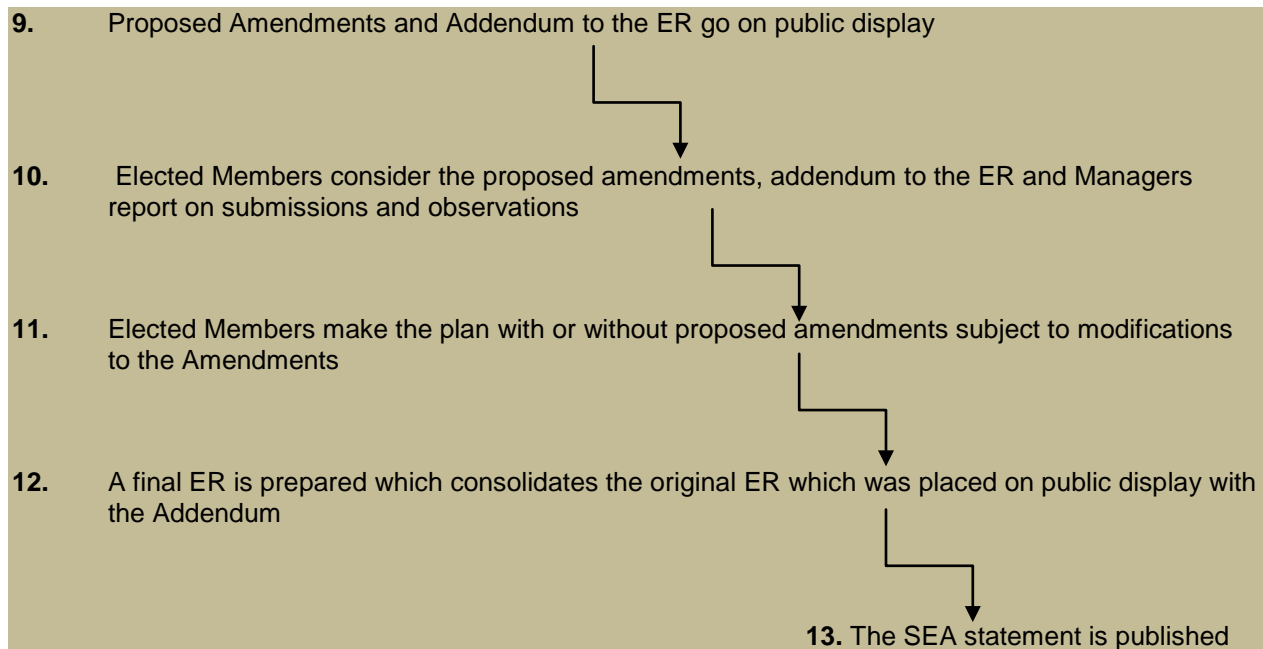 9. Proposed Amendments and Addendum to the ER go on public display
10. Elected Members consider the proposed amendments, addendum to the ER and Managers
report on submissions and observations
11. Elected Members make the plan with or without proposed amendments subject to modifications
to the Amendments
12. A final ER is prepared which consolidates the original ER which was placed on public display with
the Addendum
13. The SEA statement is published